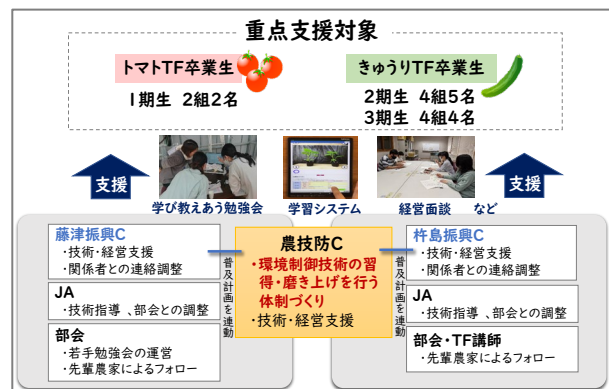 重点支援対象
トマトTF卒業生
1期生 2組2名
きゅうりTF卒業生
2期生 4組5名
3期生 4組4名
支援
支援
学び教えあう勉強会
学習システム
経営面談 など
藤津振興C
・技術・経営支援
・関係者との連絡調整
JA
・技術指導、部会との調整
部会
・若手勉強会の運営
・先輩農家によるフォロー
普及計画を連動
農技防C
・環境制御技術の習
得・磨き上げを行う
体制づくり
・技術・経営支援
普及計画を連動
杵島振興C
・技術・経営支援
・関係者との連絡調整
JA
・技術指導、部会との調整
部会・TF講師
・先輩農家によるフォロー